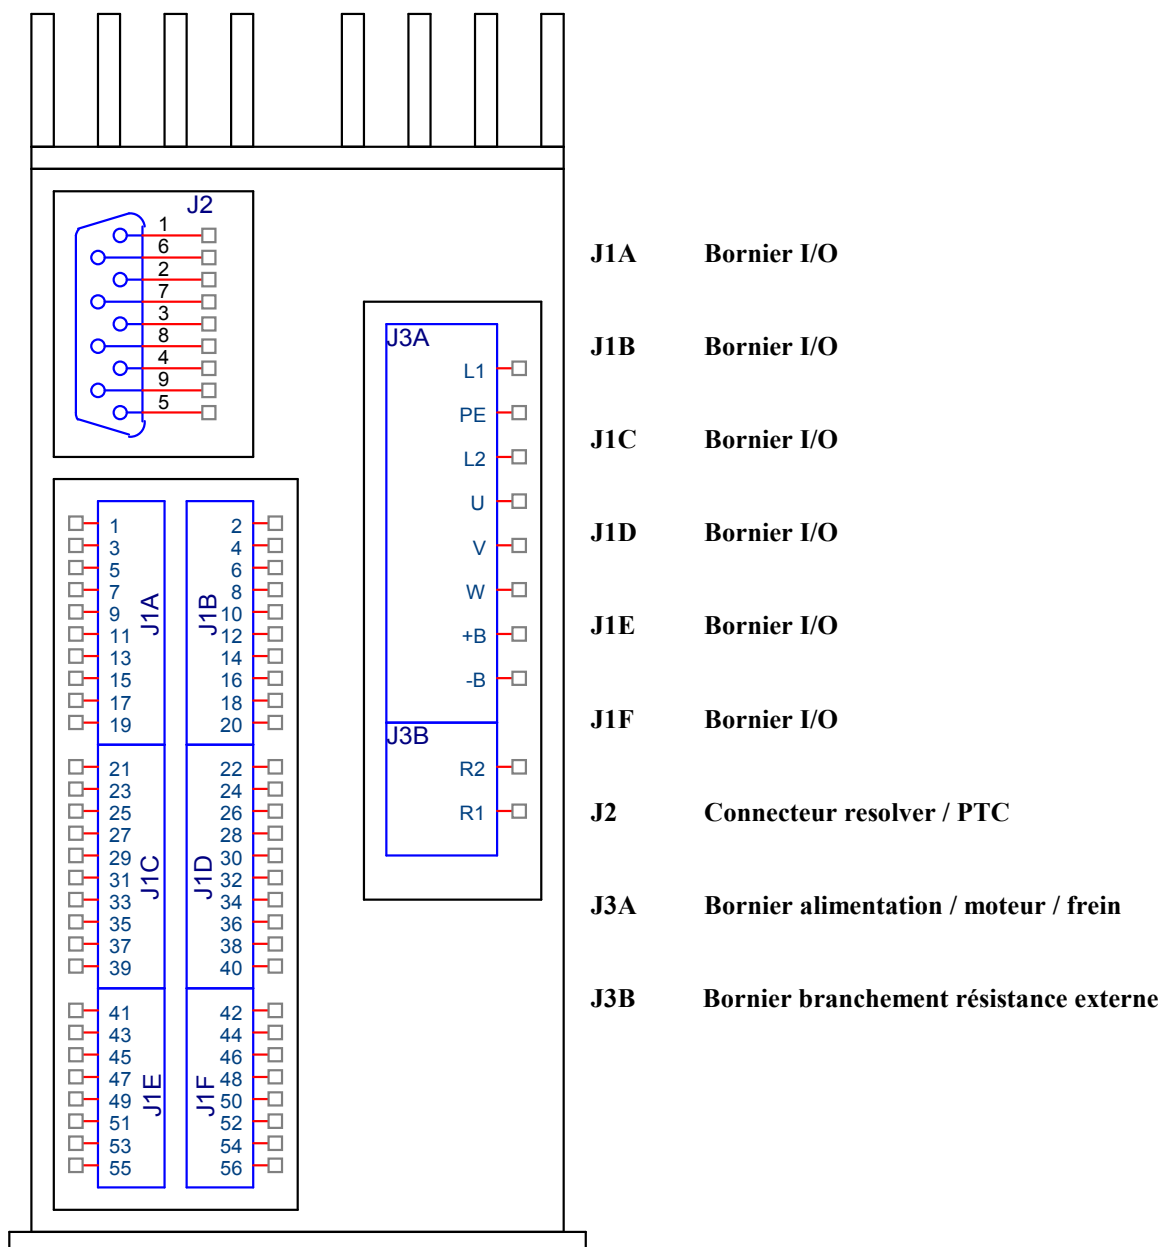 J2
1
6
2
7
3
8
4
9
5
J1A
1
3
5
7
9
11
13
15
17
19
J1B
2
4
6
8
10
12
14
16
18
20
J1C
21
23
25
27
29
31
33
35
37
39
J1D
22
24
26
28
30
32
34
36
38
40
J1E
41
43
45
47
49
51
53
55
J1F
42
44
46
48
50
52
54
56
J3A
L1
PE
L2
U
V
W
+B
-B
J3B
R2
R1
J1A Bornier I/O
J1B Bornier I/O
J1C Bornier I/O
J1D Bornier I/O
J1E Bornier I/O
J1F Bornier I/O
J2 Connecteur resolver / PTC
J3A Bornier alimentation / moteur / frein
J3B Bornier branchement résistance externe